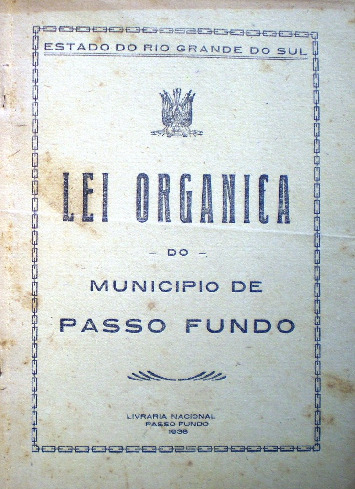 ESTADO DO RIO GRANDE DO SUL
LEI ORGANICA
- DO -
MUNICIPIO DE
PASSO FUNDO
LIVRARIA NACIONAL
PASSO FUNDO
1936